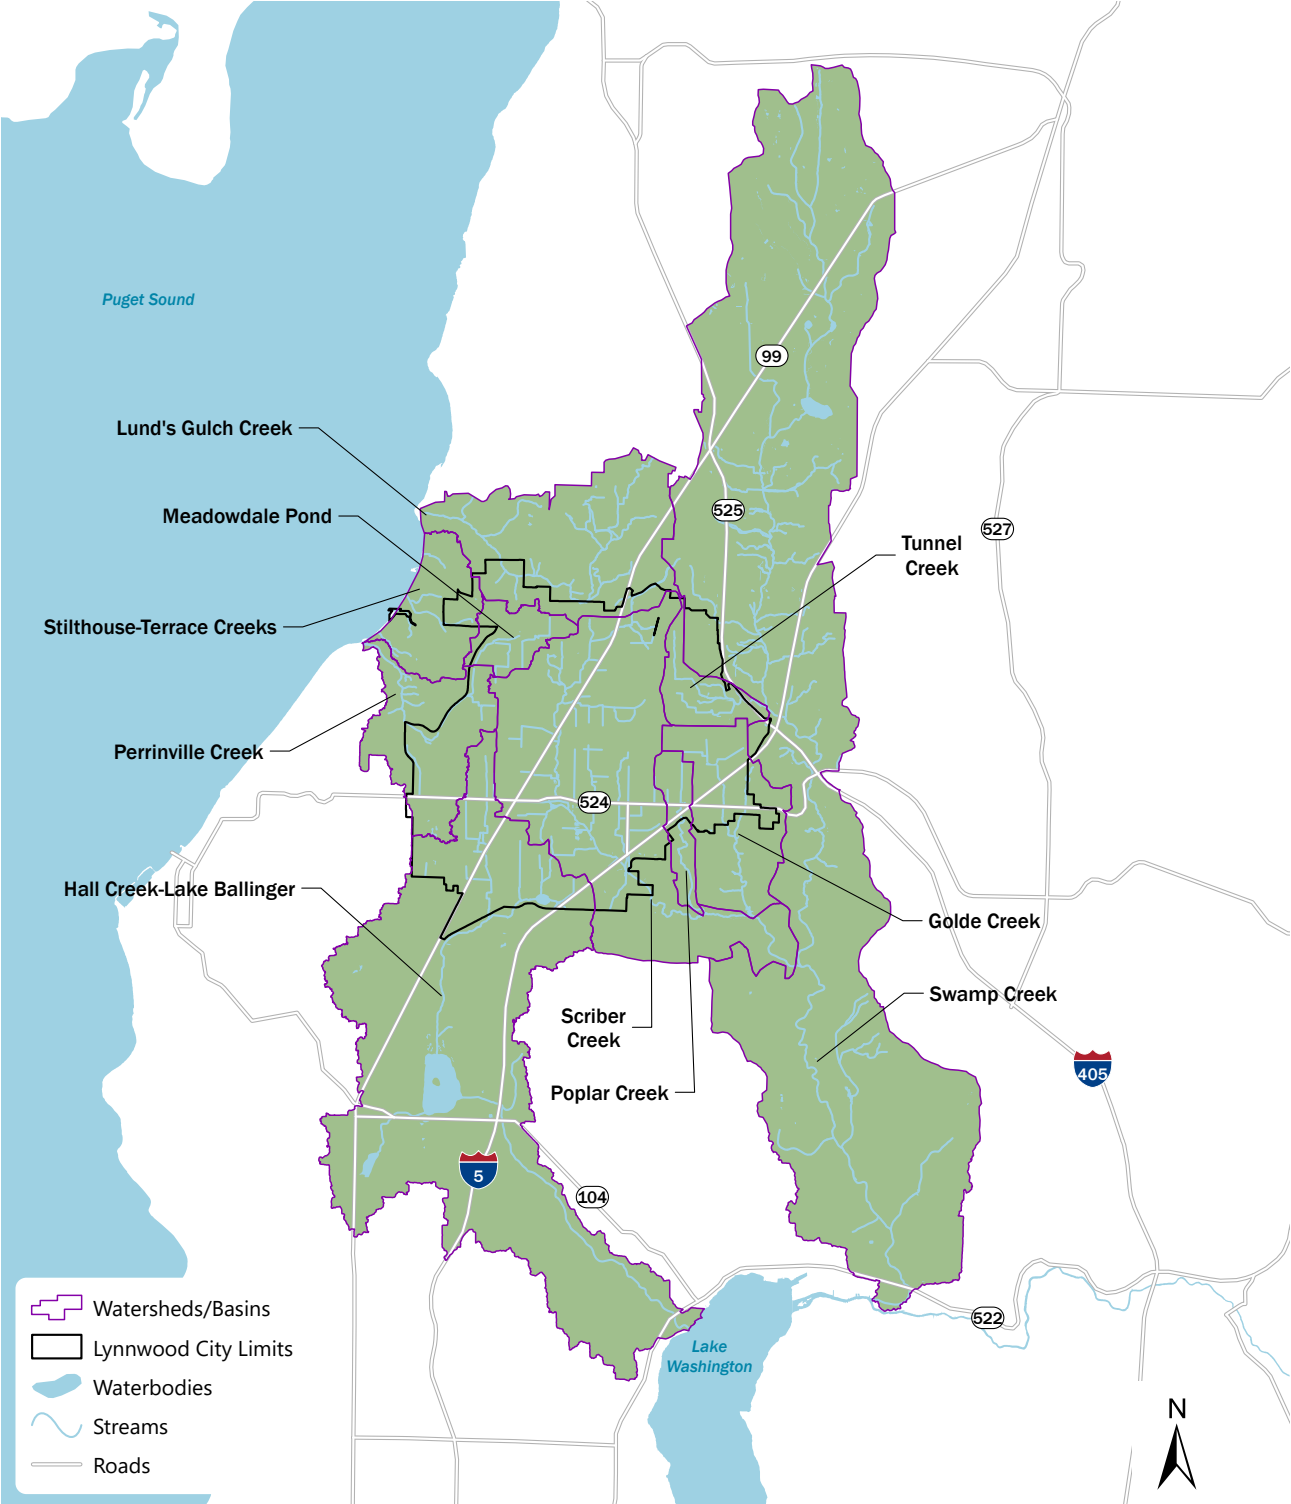 Puget Sound
99
Lund's Gulch Creek
525
Meadowdale Pond
527
Tunnel
Creek
Stilthouse-Terrace Creeks
Perrinville Creek
524
Hall Creek-Lake Ballinger
Golde Creek
Swamp Creek
Scriber
Creek
405
Poplar Creek
5
104
522
Lake
Washington
Watersheds/Basins
Lynnwood City Limits
Waterbodies
Streams
Roads
N